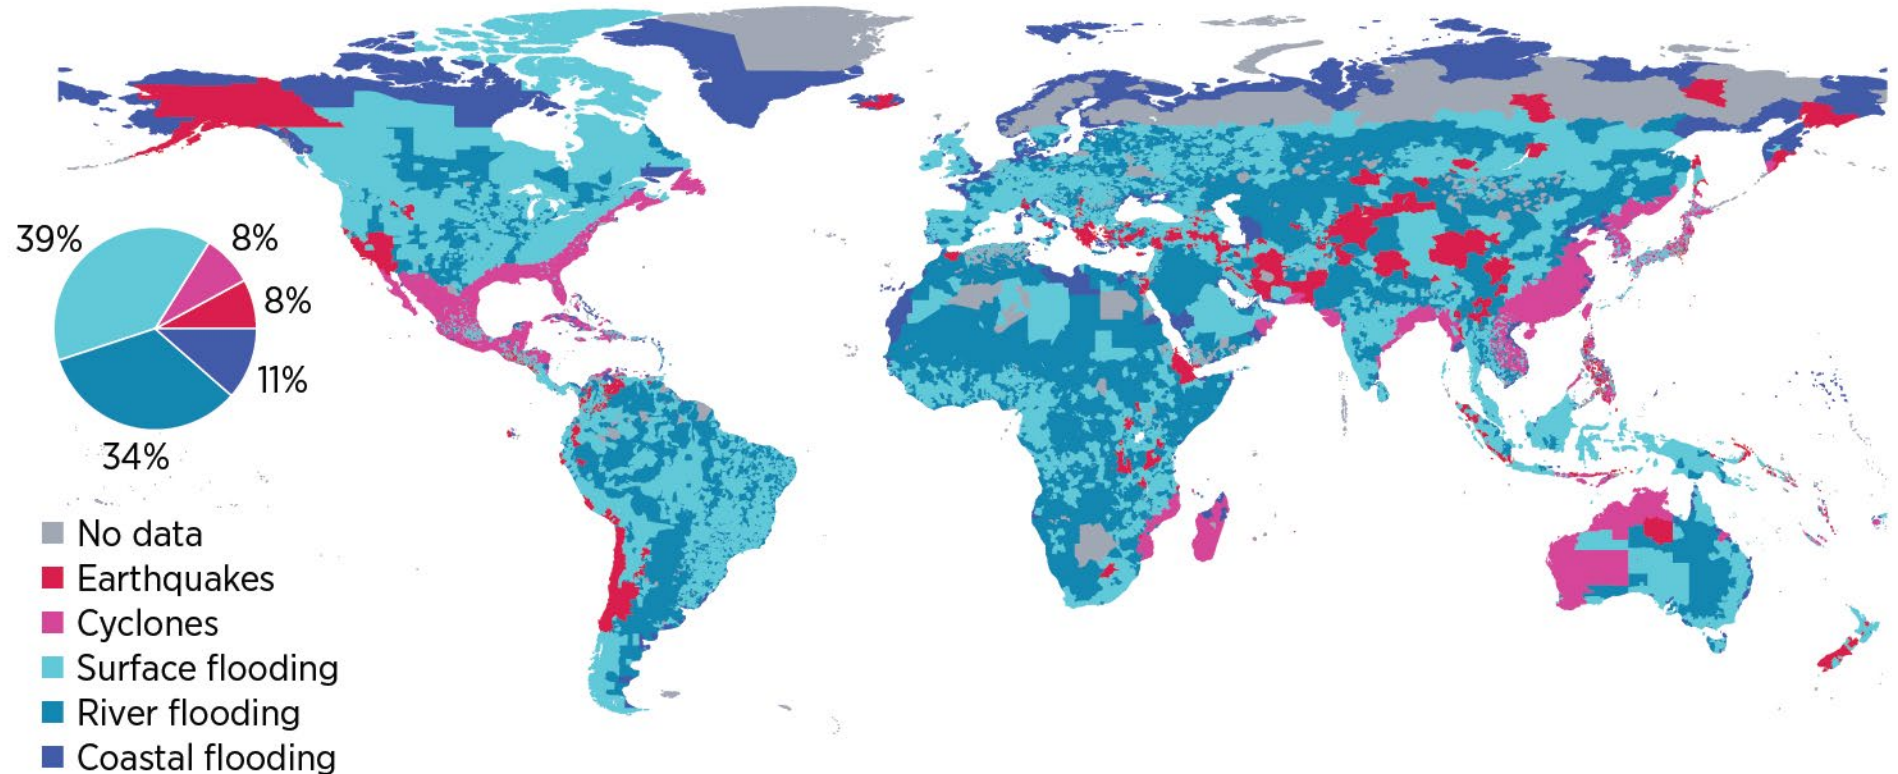 39%
8%
8%
11%
34%
No data
Earthquakes
Cyclones
Surface flooding
River flooding
Coastal flooding